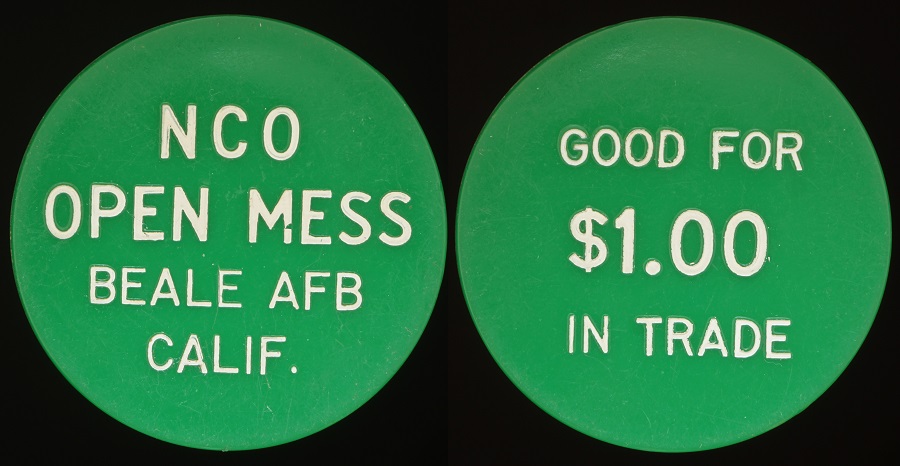 NCO
OPEN MESS
BEALE AFB
CALIF.
GOOD FOR
$1.00
IN TRADE